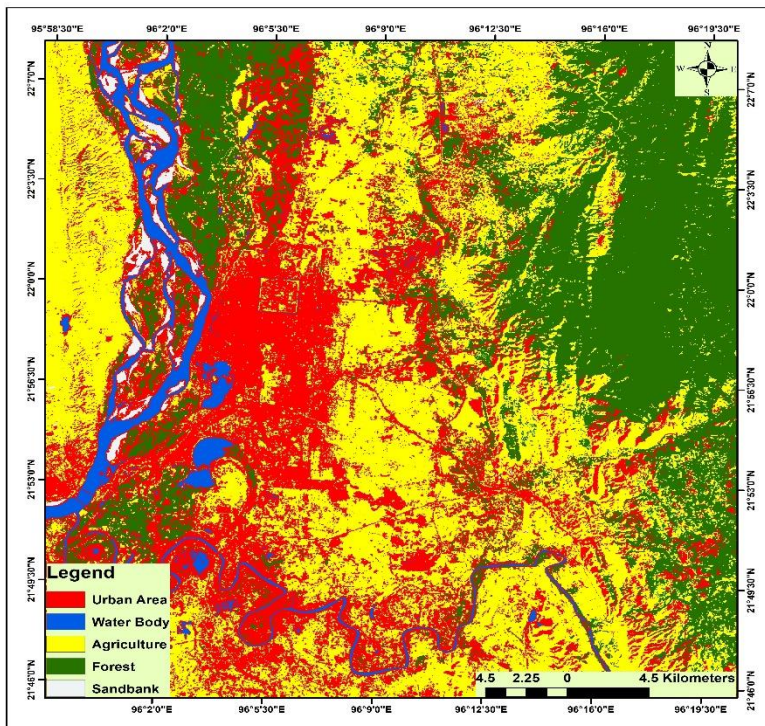 95°58'30"E 96°2'0"E 96°5'30"E 96°9'0"E 96°12'30"E 96°16'0"E 96°19'30"E
N
W E
S
22°7'0"N 22°7'0"N
22°3'30"N 22°3'30"N
22°0'0"N 22°0'0"N
21°56'30"N 21°56'30"N
21°53'0"N 21°53'0"N
21°49'30"N 21°49'30"N
21°46'0"N 21°46'0"N
Legend
Urban Area
Water Body
Agriculture
Forest
Sandbank
4.5 2.25 0 4.5 Kilometers
96°2'0"E 96°5'30"E 96°9'0"E 96°12'30"E 96°16'0"E 96°19'30"E